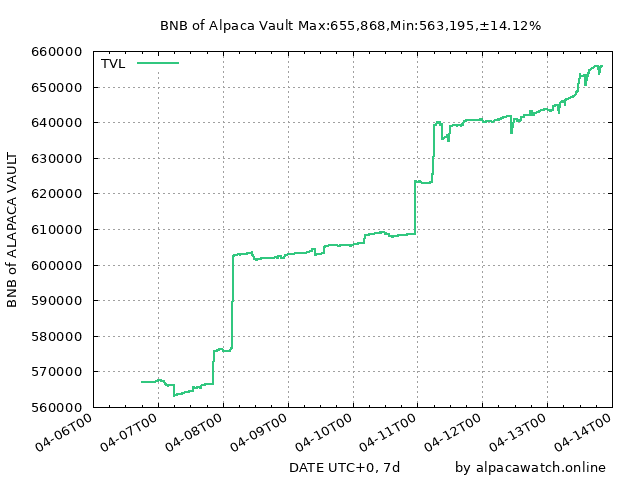 BNB of Alpaca Vault Max:655,868,Min:563,195,±14.12%
TVL
660000
650000
640000
630000
620000
610000
600000
590000
580000
570000
560000
BNB of ALAPACA VAULT
04-06T00
04-07T00
04-08T00
04-09T00
04-10T00
04-11T00
04-12T00
04-13T00
04-14T00
DATE UTC+0, 7d
by alpacawatch.online